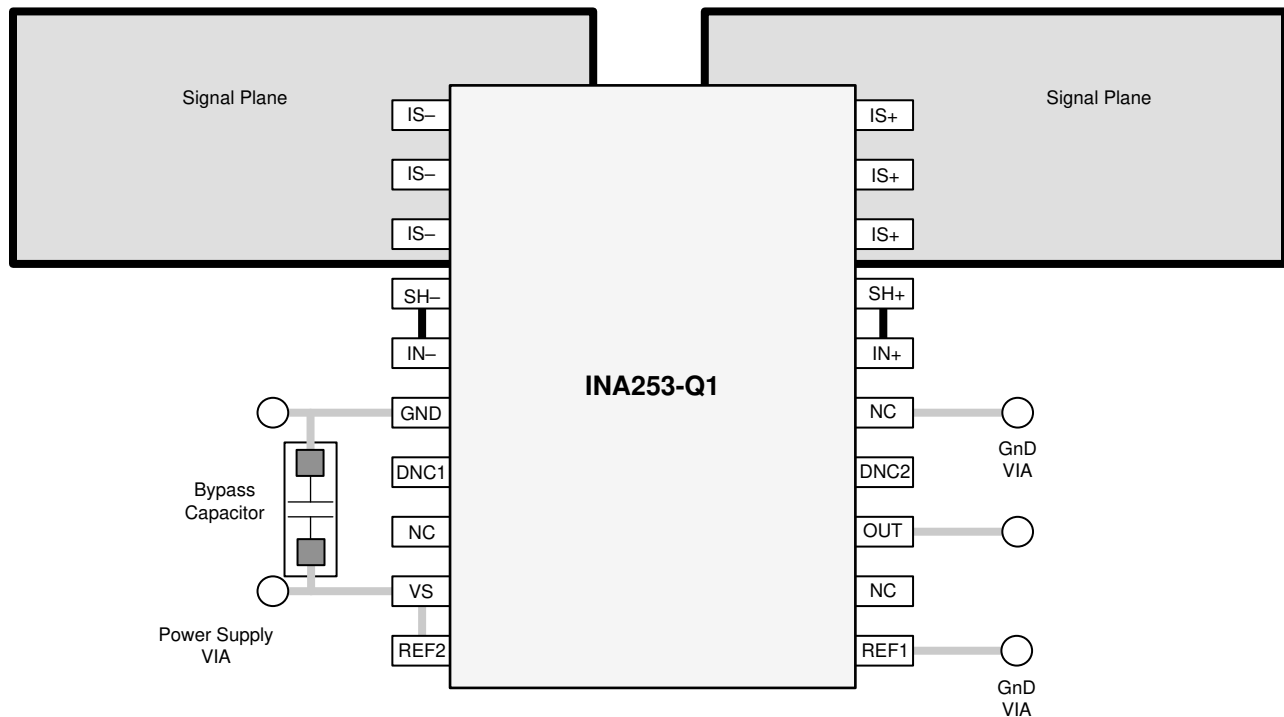 Signal Plane
Signal Plane
IS–
IS+
IS–
IS+
IS–
IS+
SH–
SH+
IN–
IN+
INA253-Q1
GND
NC
GnD
VIA
DNC1
DNC2
Bypass
Capacitor
NC
OUT
VS
NC
Power Supply
VIA
REF2
REF1
GnD
VIA